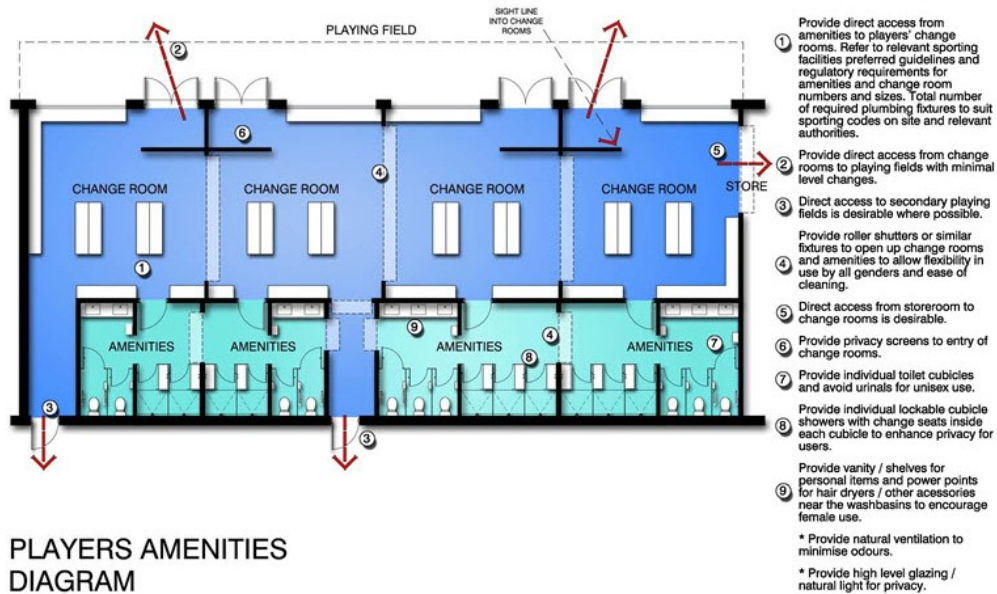 SIGHT LINE
INTO CHANGE
ROOMS
PLAYING FIELD
2
6
4
5
STORE
CHANGE ROOM
CHANGE ROOM
CHANGE ROOM
CHANGE ROOM
1
9
4
7
8
AMENITIES
AMENITIES
AMENITIES
AMENITIES
3
3
PLAYERS AMENITIES
DIAGRAM
1
Provide direct access from
amenities to players' change
rooms. Refer to relevant sporting
facilities preferred guidelines and
regulatory requirements for
amenities and change room
numbers and sizes. Total number
of required plumbing fixtures to suit
sporting codes on site and relevant
authorities.
2
Provide direct access from change
rooms to playing fields with minimal
level changes.
3
Direct access to secondary playing
fields is desirable where possible.
4
Provide roller shutters or similar
fixtures to open up change rooms
and amenities to allow flexibility in
use by all genders and ease of
cleaning.
5
Direct access from storeroom to
change rooms is desirable.
6
Provide privacy screens to entry of
change rooms.
7
Provide individual toilet cubicles
and avoid urinals for unisex use.
8
Provide individual lockable cubicle
showers with change seats inside
each cubicle to enhance privacy for
users.
9
Provide vanity / shelves for
personal items and power points
for hair dryers / other acessories
near the washbasins to encourage
female use.
* Provide natural ventilation to
minimise odours.
* Provide high level glazing /
natural light for privacy.